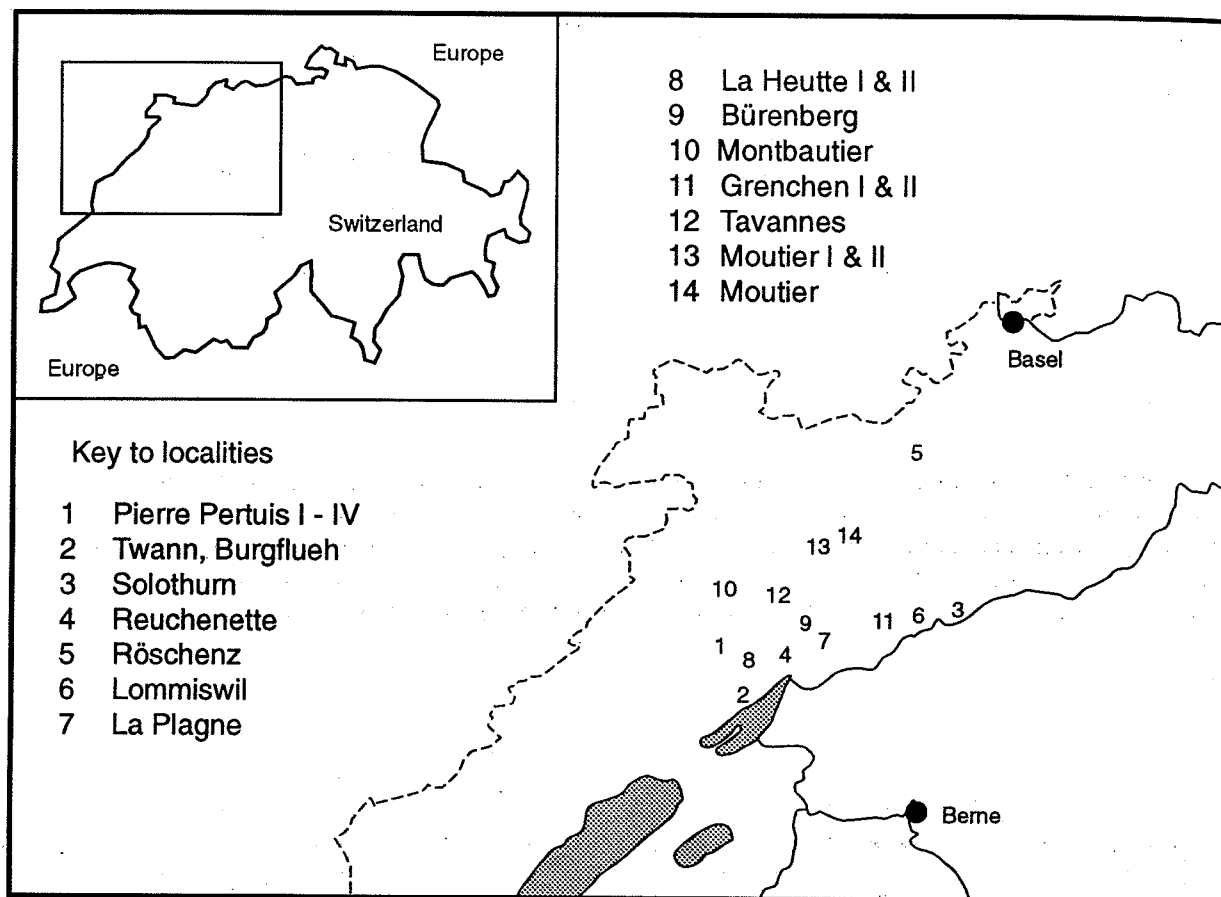 Europe
Switzerland
Europe
8 La Heutte I & II
9 Bürenberg
10 Montbautier
11 Grenchen I & II
12 Tavannes
13 Moutier I & II
14 Moutier
Basel
Key to localities
1 Pierre Pertuis I - IV
2 Twann, Burgflueh
3 Solothurn
4 Reuchenette
5 Röschenz
6 Lommiswil
7 La Plagne
5
14
13
10
12
9
11
6
3
7
1
8
4
2
Berne